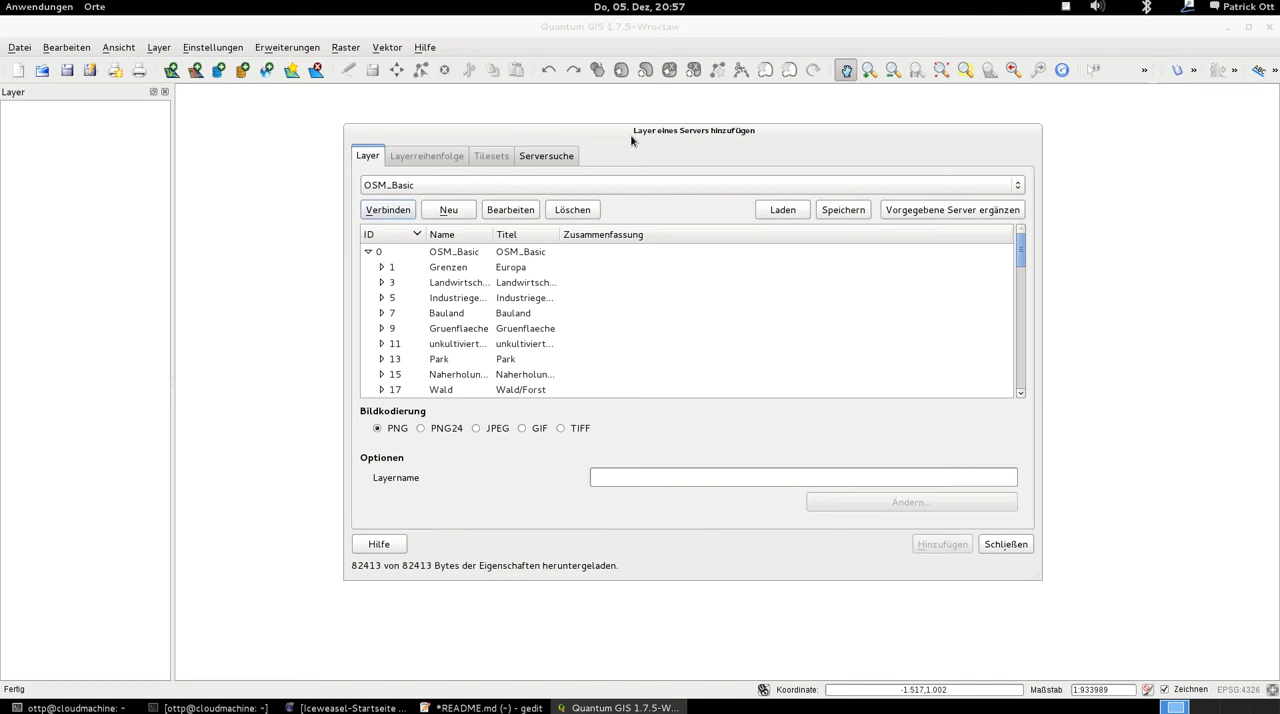 Anwendungen Orte Do, 05. Dez, 20:57 Patrick Ott
Quantum GIS 1.7.5-Wroclaw
Datei Bearbeiten Ansicht Layer Einstellungen Erweiterungen Raster Vektor Hilfe
Layer
Layer eines Servers hinzufügen
Layer Layerreihenfolge Tilesets Serversuche
OSM_Basic
Verbinden Neu Bearbeiten Löschen Laden Speichern Vorgegebene Server ergänzen
ID Name Titel Zusammenfassung
0 OSM_Basic OSM_Basic
1 Grenzen Europa
3 Landwirtsch... Landwirtsch...
5 Industriege... Industriege...
7 Bauland Bauland
9 Gruenflaeche Gruenflaeche
11 unkultiviert... unkultiviert...
13 Park Park
15 Naherholun... Naherholun...
17 Wald Wald/Forst
Bildkodierung
PNG PNG24 JPEG GIF TIFF
Optionen
Layername
Ändern...
Hilfe Hinzufügen Schließen
82413 von 82413 Bytes der Eigenschaften heruntergeladen.
Fertig Koordinate: -1.517,1.002 Maßstab 1:933989 Zeichnen EPSG:4326
ottp@cloudmachine: ~ [ottp@cloudmachine: ~] [Iceweasel-Startseite ... *README.md (~) - gedit Quantum GIS 1.7.5-W...